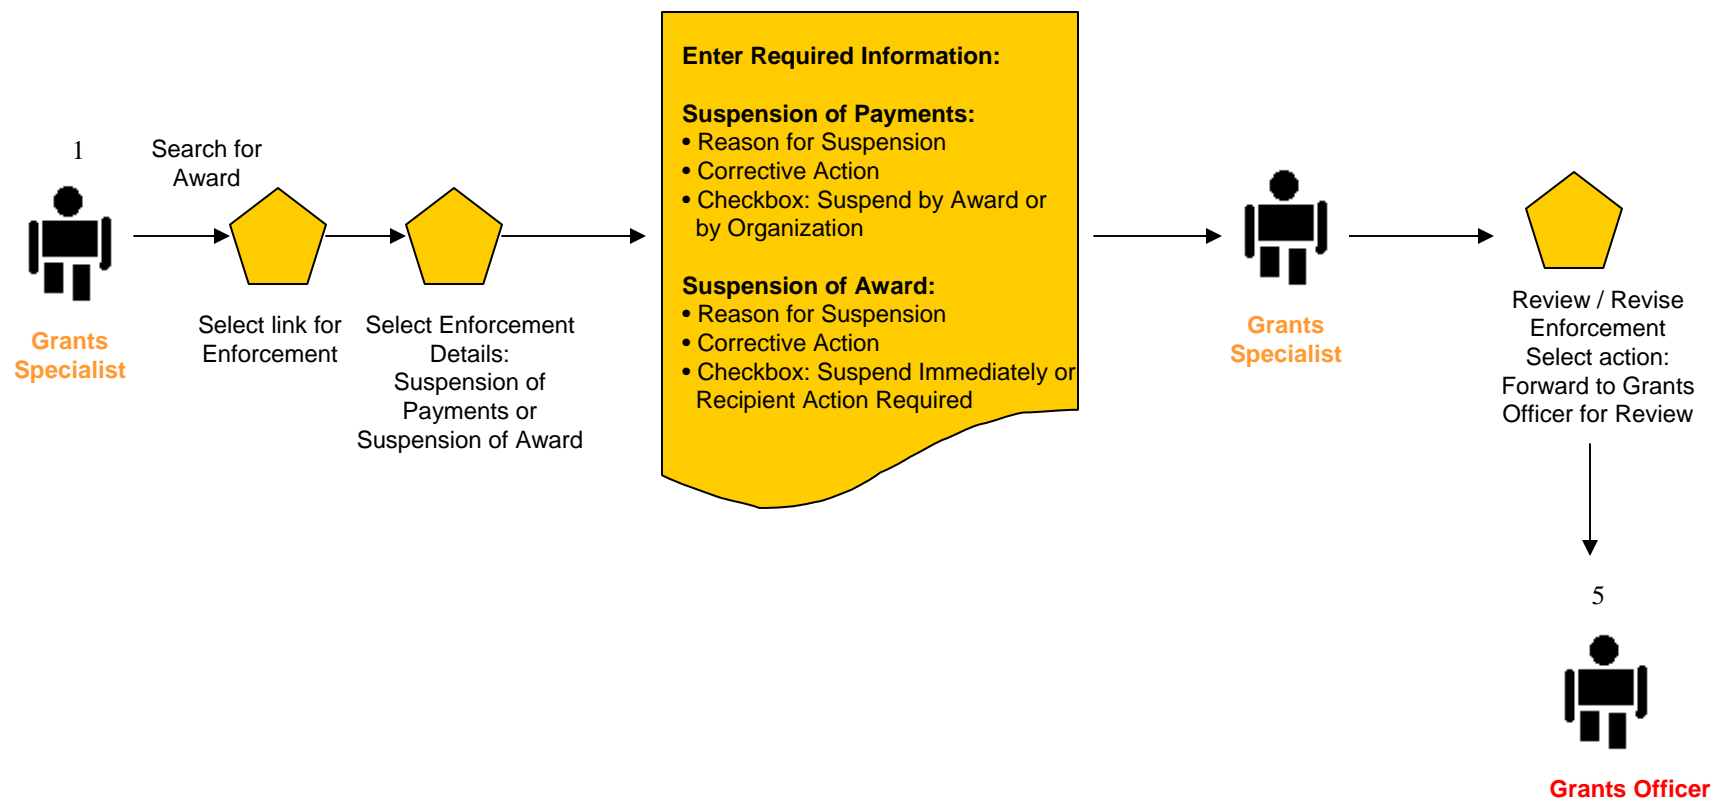 1
Search for
Award
Grants
Specialist
Select link for
Enforcement
Select Enforcement
Details:
Suspension of
Payments or
Suspension of Award
Enter Required Information:
Suspension of Payments:
• Reason for Suspension
• Corrective Action
• Checkbox: Suspend by Award or
by Organization
Suspension of Award:
• Reason for Suspension
• Corrective Action
• Checkbox: Suspend Immediately or
Recipient Action Required
Grants
Specialist
Review / Revise
Enforcement
Select action:
Forward to Grants
Officer for Review
5
Grants Officer